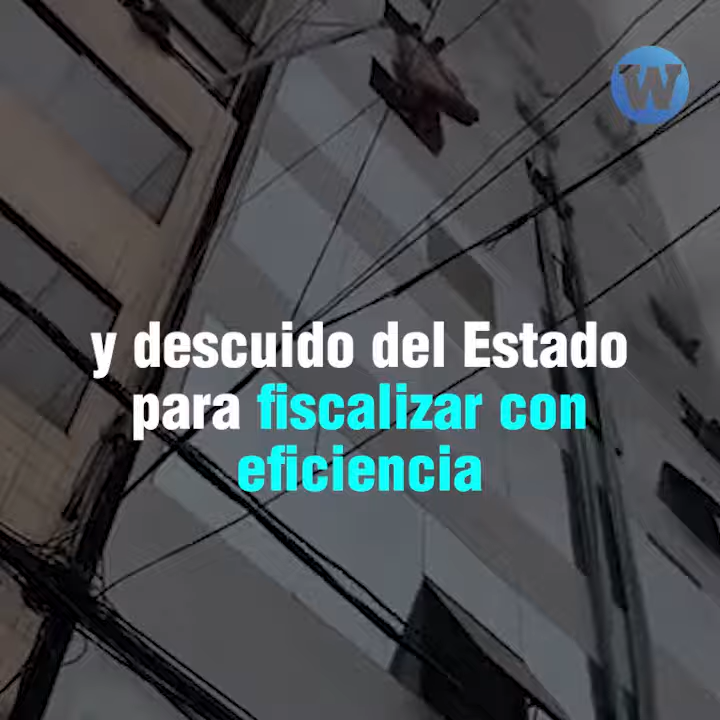 W
y descuido del Estado
para fiscalizar con
eficiencia